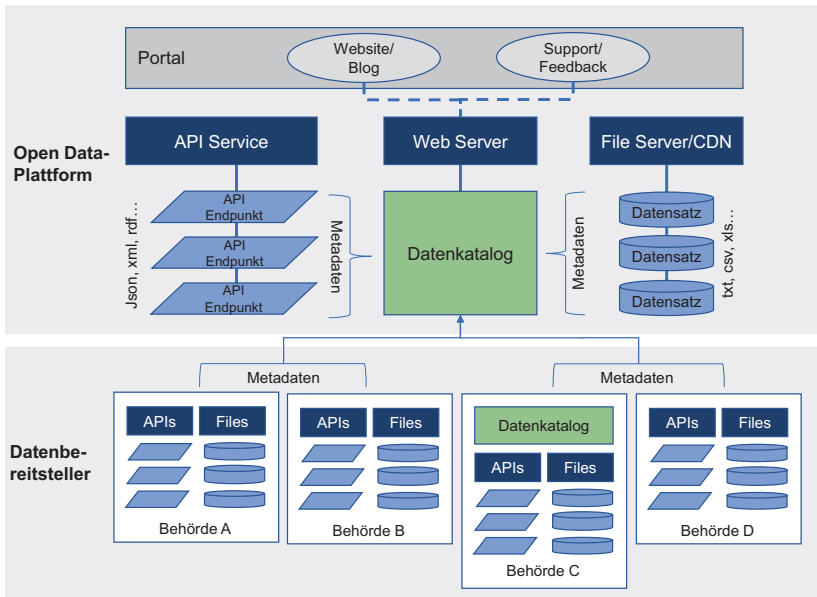 Portal
Website/
Blog
Support/
Feedback
Open Data-
Plattform
API Service
Web Server
File Server/CDN
Json, xml, rdf…
API
Endpunkt
API
Endpunkt
API
Endpunkt
Metadaten
Datenkatalog
Metadaten
Datensatz
Datensatz
Datensatz
txt, csv, xls…
Metadaten
Metadaten
Datenbe-
reitsteller
APIs
Files
Behörde A
APIs
Files
Behörde B
Datenkatalog
APIs
Files
Behörde C
APIs
Files
Behörde D